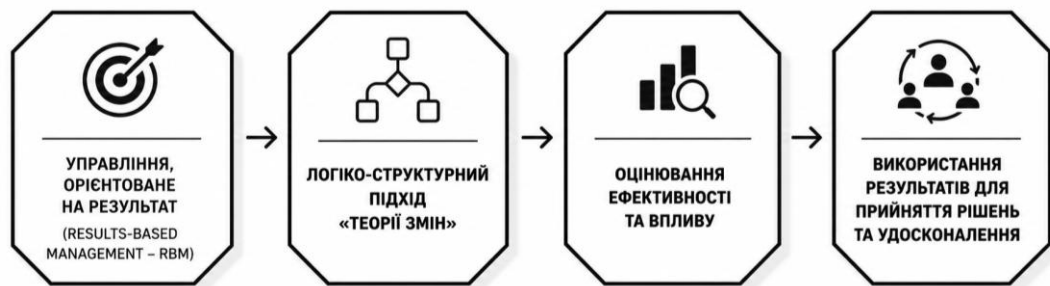 УПРАВЛІННЯ,
ОРІЄНТОВАНЕ
НА РЕЗУЛЬТАТ
(RESULTS-BASED
MANAGEMENT – RBM)
ЛОГІКО-СТРУКТУРНИЙ
ПІДХІД
«ТЕОРІЇ ЗМІН»
ОЦІНЮВАННЯ
ЕФЕКТИВНОСТІ
ТА ВПЛИВУ
ВИКОРИСТАННЯ
РЕЗУЛЬТАТІВ ДЛЯ
ПРИЙНЯТТЯ РІШЕНЬ
ТА УДОСКОНАЛЕННЯ